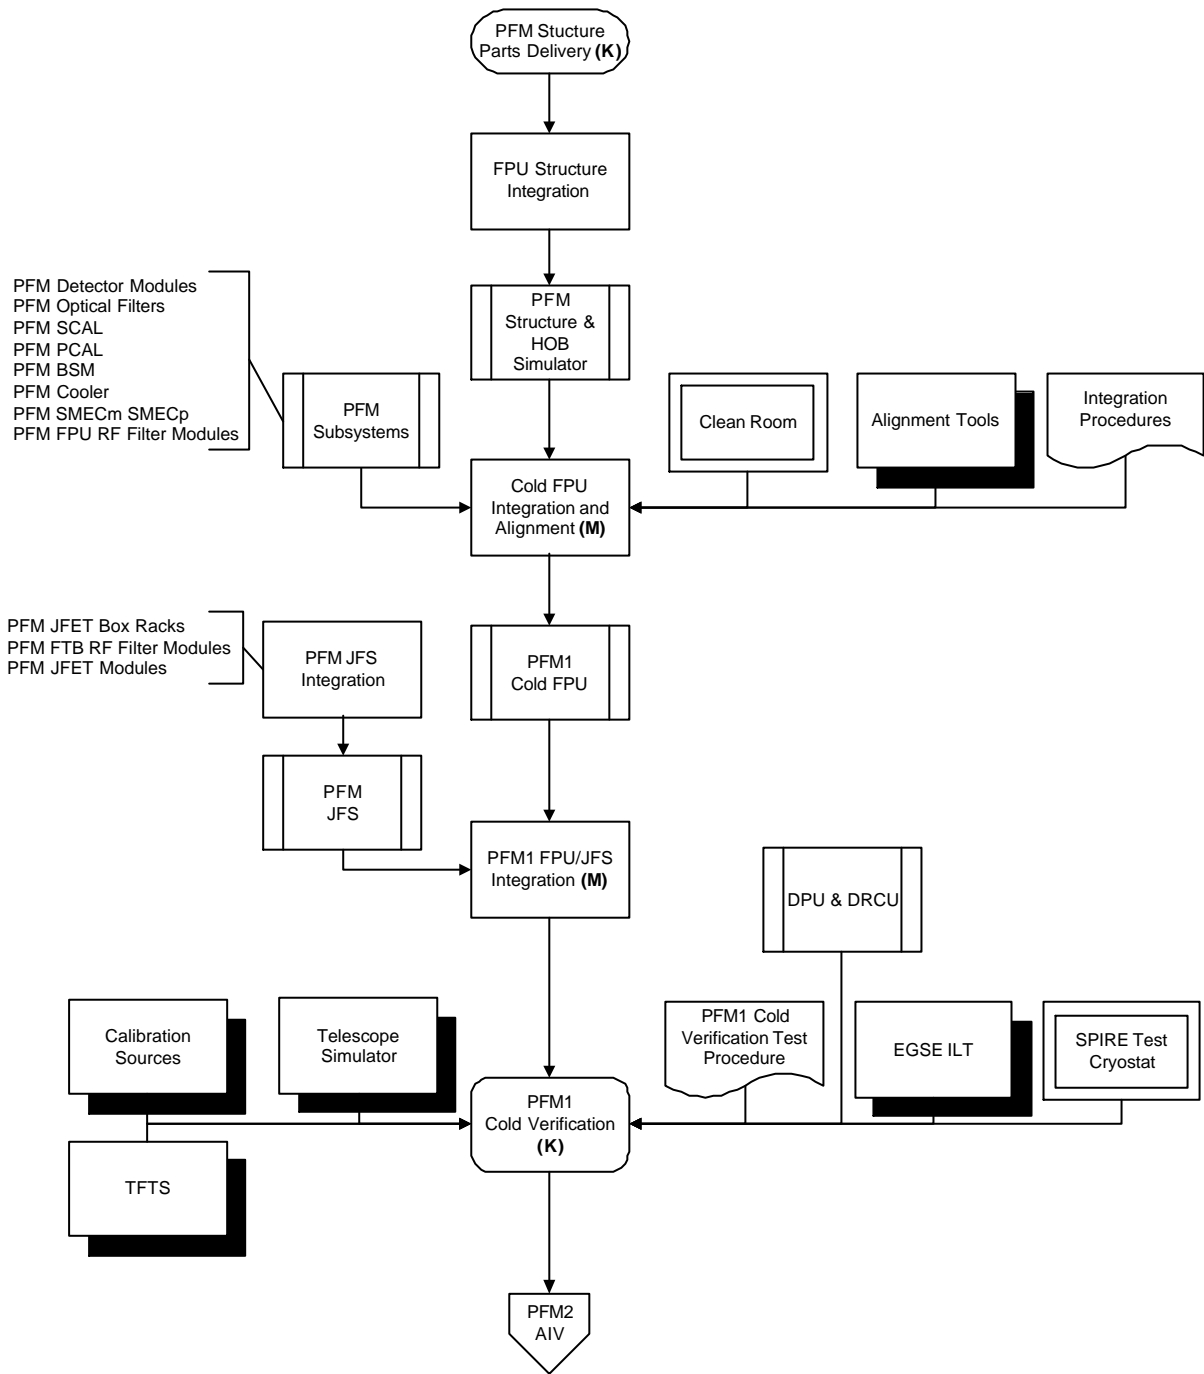 PFM Stucture
Parts Delivery (K)
FPU Structure
Integration
PFM Detector Modules
PFM Optical Filters
PFM SCAL
PFM PCAL
PFM BSM
PFM Cooler
PFM SMECm SMECp
PFM FPU RF Filter Modules
PFM
Structure &
HOB
Simulator
PFM
Subsystems
Clean Room
Alignment Tools
Integration
Procedures
Cold FPU
Integration and
Alignment (M)
PFM JFET Box Racks
PFM FTB RF Filter Modules
PFM JFET Modules
PFM JFS
Integration
PFM1
Cold FPU
PFM
JFS
PFM1 FPU/JFS
Integration (M)
DPU & DRCU
Calibration
Sources
Telescope
Simulator
PFM1 Cold
Verification Test
Procedure
EGSE ILT
SPIRE Test
Cryostat
PFM1
Cold Verification
(K)
TFTS
PFM2
AIV